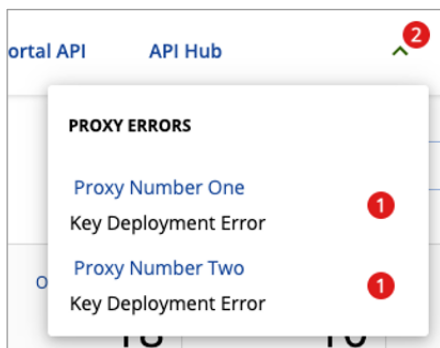 ortal API API Hub 2
PROXY ERRORS
Proxy Number One
1
Key Deployment Error
Proxy Number Two
1
Key Deployment Error